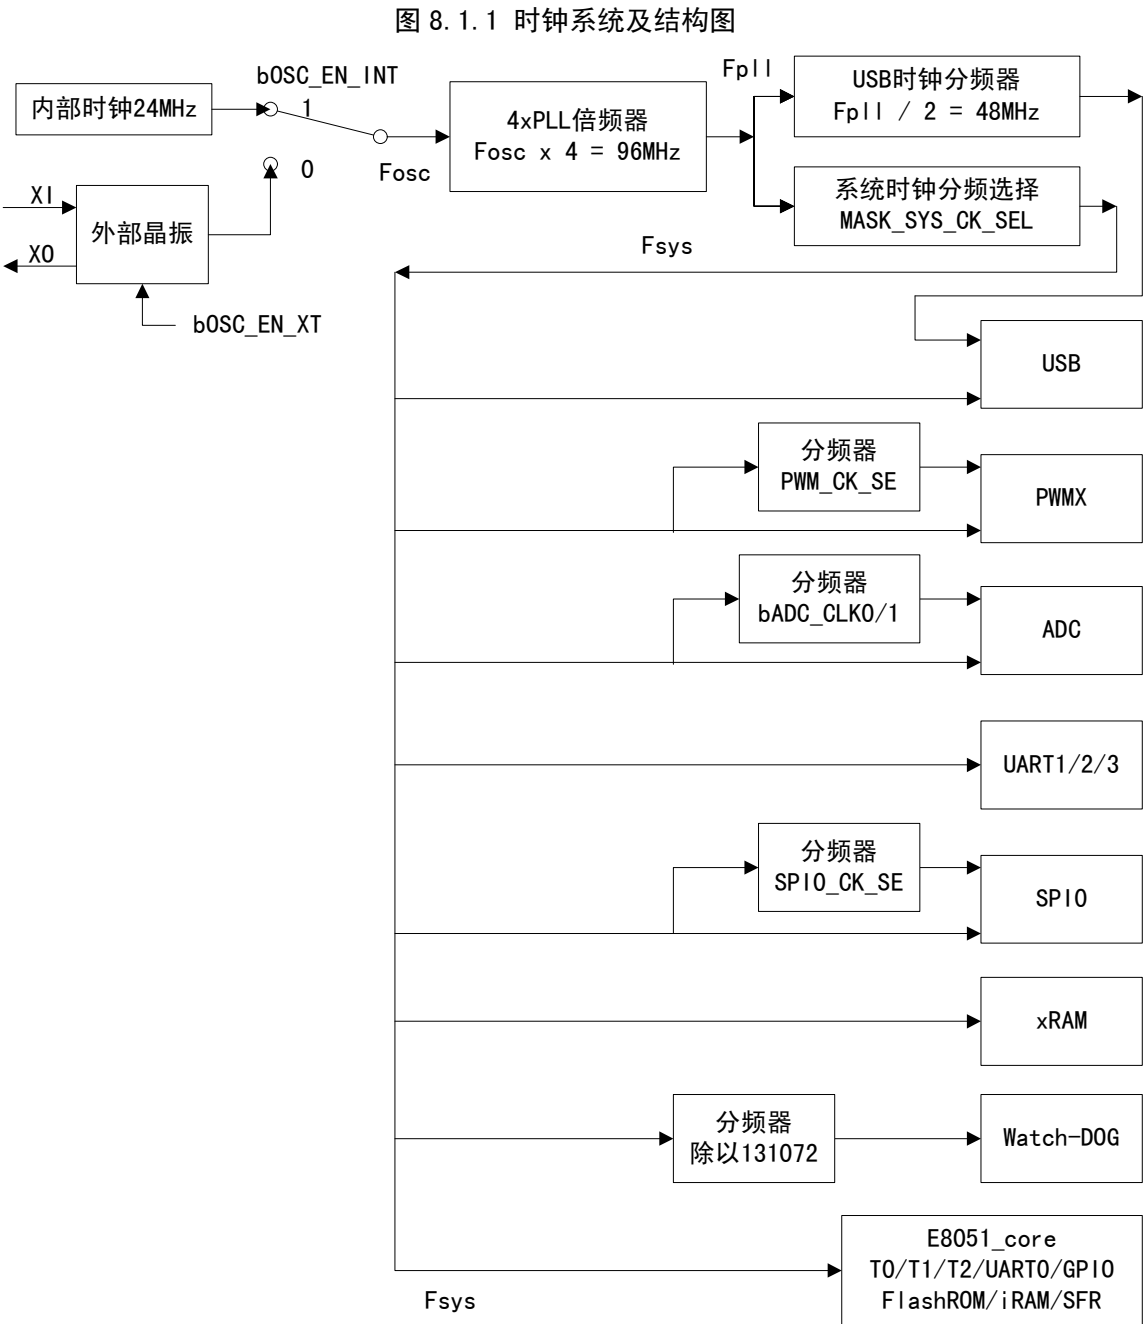 图 8.1.1 时钟系统及结构图
bOSC_EN_INT
内部时钟24MHz
1
0
Fosc
4xPLL倍频器
Fosc x 4 = 96MHz
Fpll
USB时钟分频器
Fpll / 2 = 48MHz
系统时钟分频选择
MASK_SYS_CK_SEL
XI
XO
外部晶振
bOSC_EN_XT
Fsys
USB
分频器
PWM_CK_SE
PWMX
分频器
bADC_CLK0/1
ADC
UART1/2/3
分频器
SPI0_CK_SE
SPI0
xRAM
分频器
除以131072
Watch-DOG
E8051_core
T0/T1/T2/UART0/GPIO
FlashROM/iRAM/SFR
Fsys